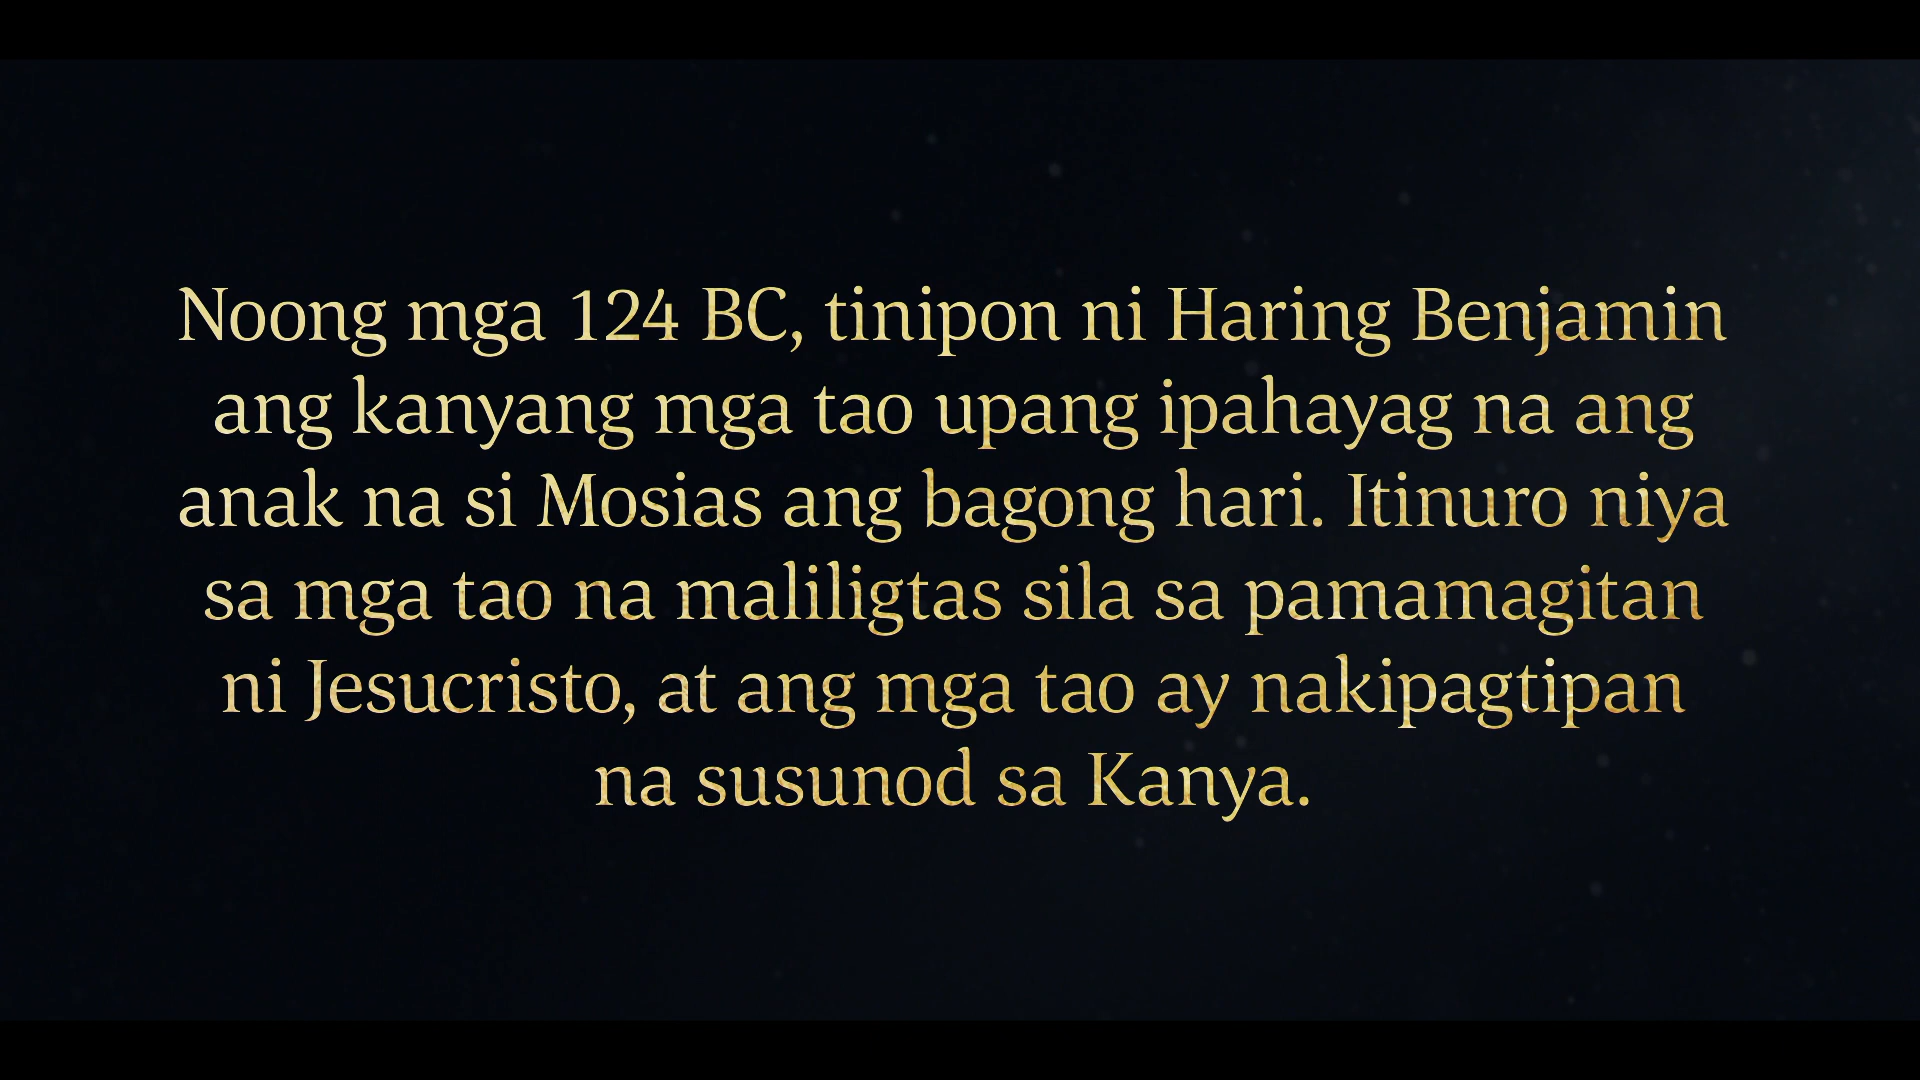 Noong mga 124 BC, tinipon ni Haring Benjamin
ang kanyang mga tao upang ipahayag na ang
anak na si Mosias ang bagong hari. Itinuro niya
sa mga tao na maliligtas sila sa pamamagitan
ni Jesucristo, at ang mga tao ay nakipagtipan
na susunod sa Kanya.